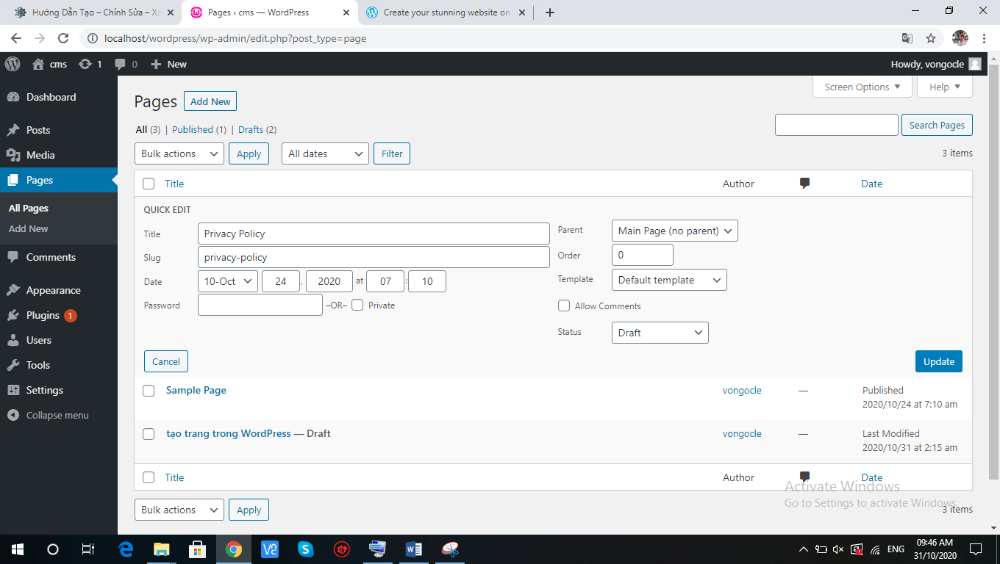 Hướng Dẫn Tạo – Chỉnh Sửa – Xó
Pages ‹ cms — WordPress
Create your stunning website on
localhost/wordpress/wp-admin/edit.php?post_type=page
cms
1
0
New
Howdy, vongocle
Dashboard
Posts
Media
Pages
All Pages
Add New
Comments
Appearance
Plugins 1
Users
Tools
Settings
Collapse menu
Screen Options
Help
Pages
Add New
All (3) | Published (1) | Drafts (2)
Search Pages
Bulk actions
Apply
All dates
Filter
3 items
Title
Author
Date
QUICK EDIT
Title
Privacy Policy
Slug
privacy-policy
Date
10-Oct 24, 2020 at 07 : 10
Password
–OR– Private
Parent
Main Page (no parent)
Order
0
Template
Default template
Allow Comments
Status
Draft
Cancel
Update
Sample Page
vongocle
—
Published
2020/10/24 at 7:10 am
tạo trang trong WordPress — Draft
vongocle
—
Last Modified
2020/10/31 at 2:15 am
Title
Author
Date
Bulk actions
Apply
3 items
Activate Windows
Go to Settings to activate Windows.
ENG
09:46 AM
31/10/2020